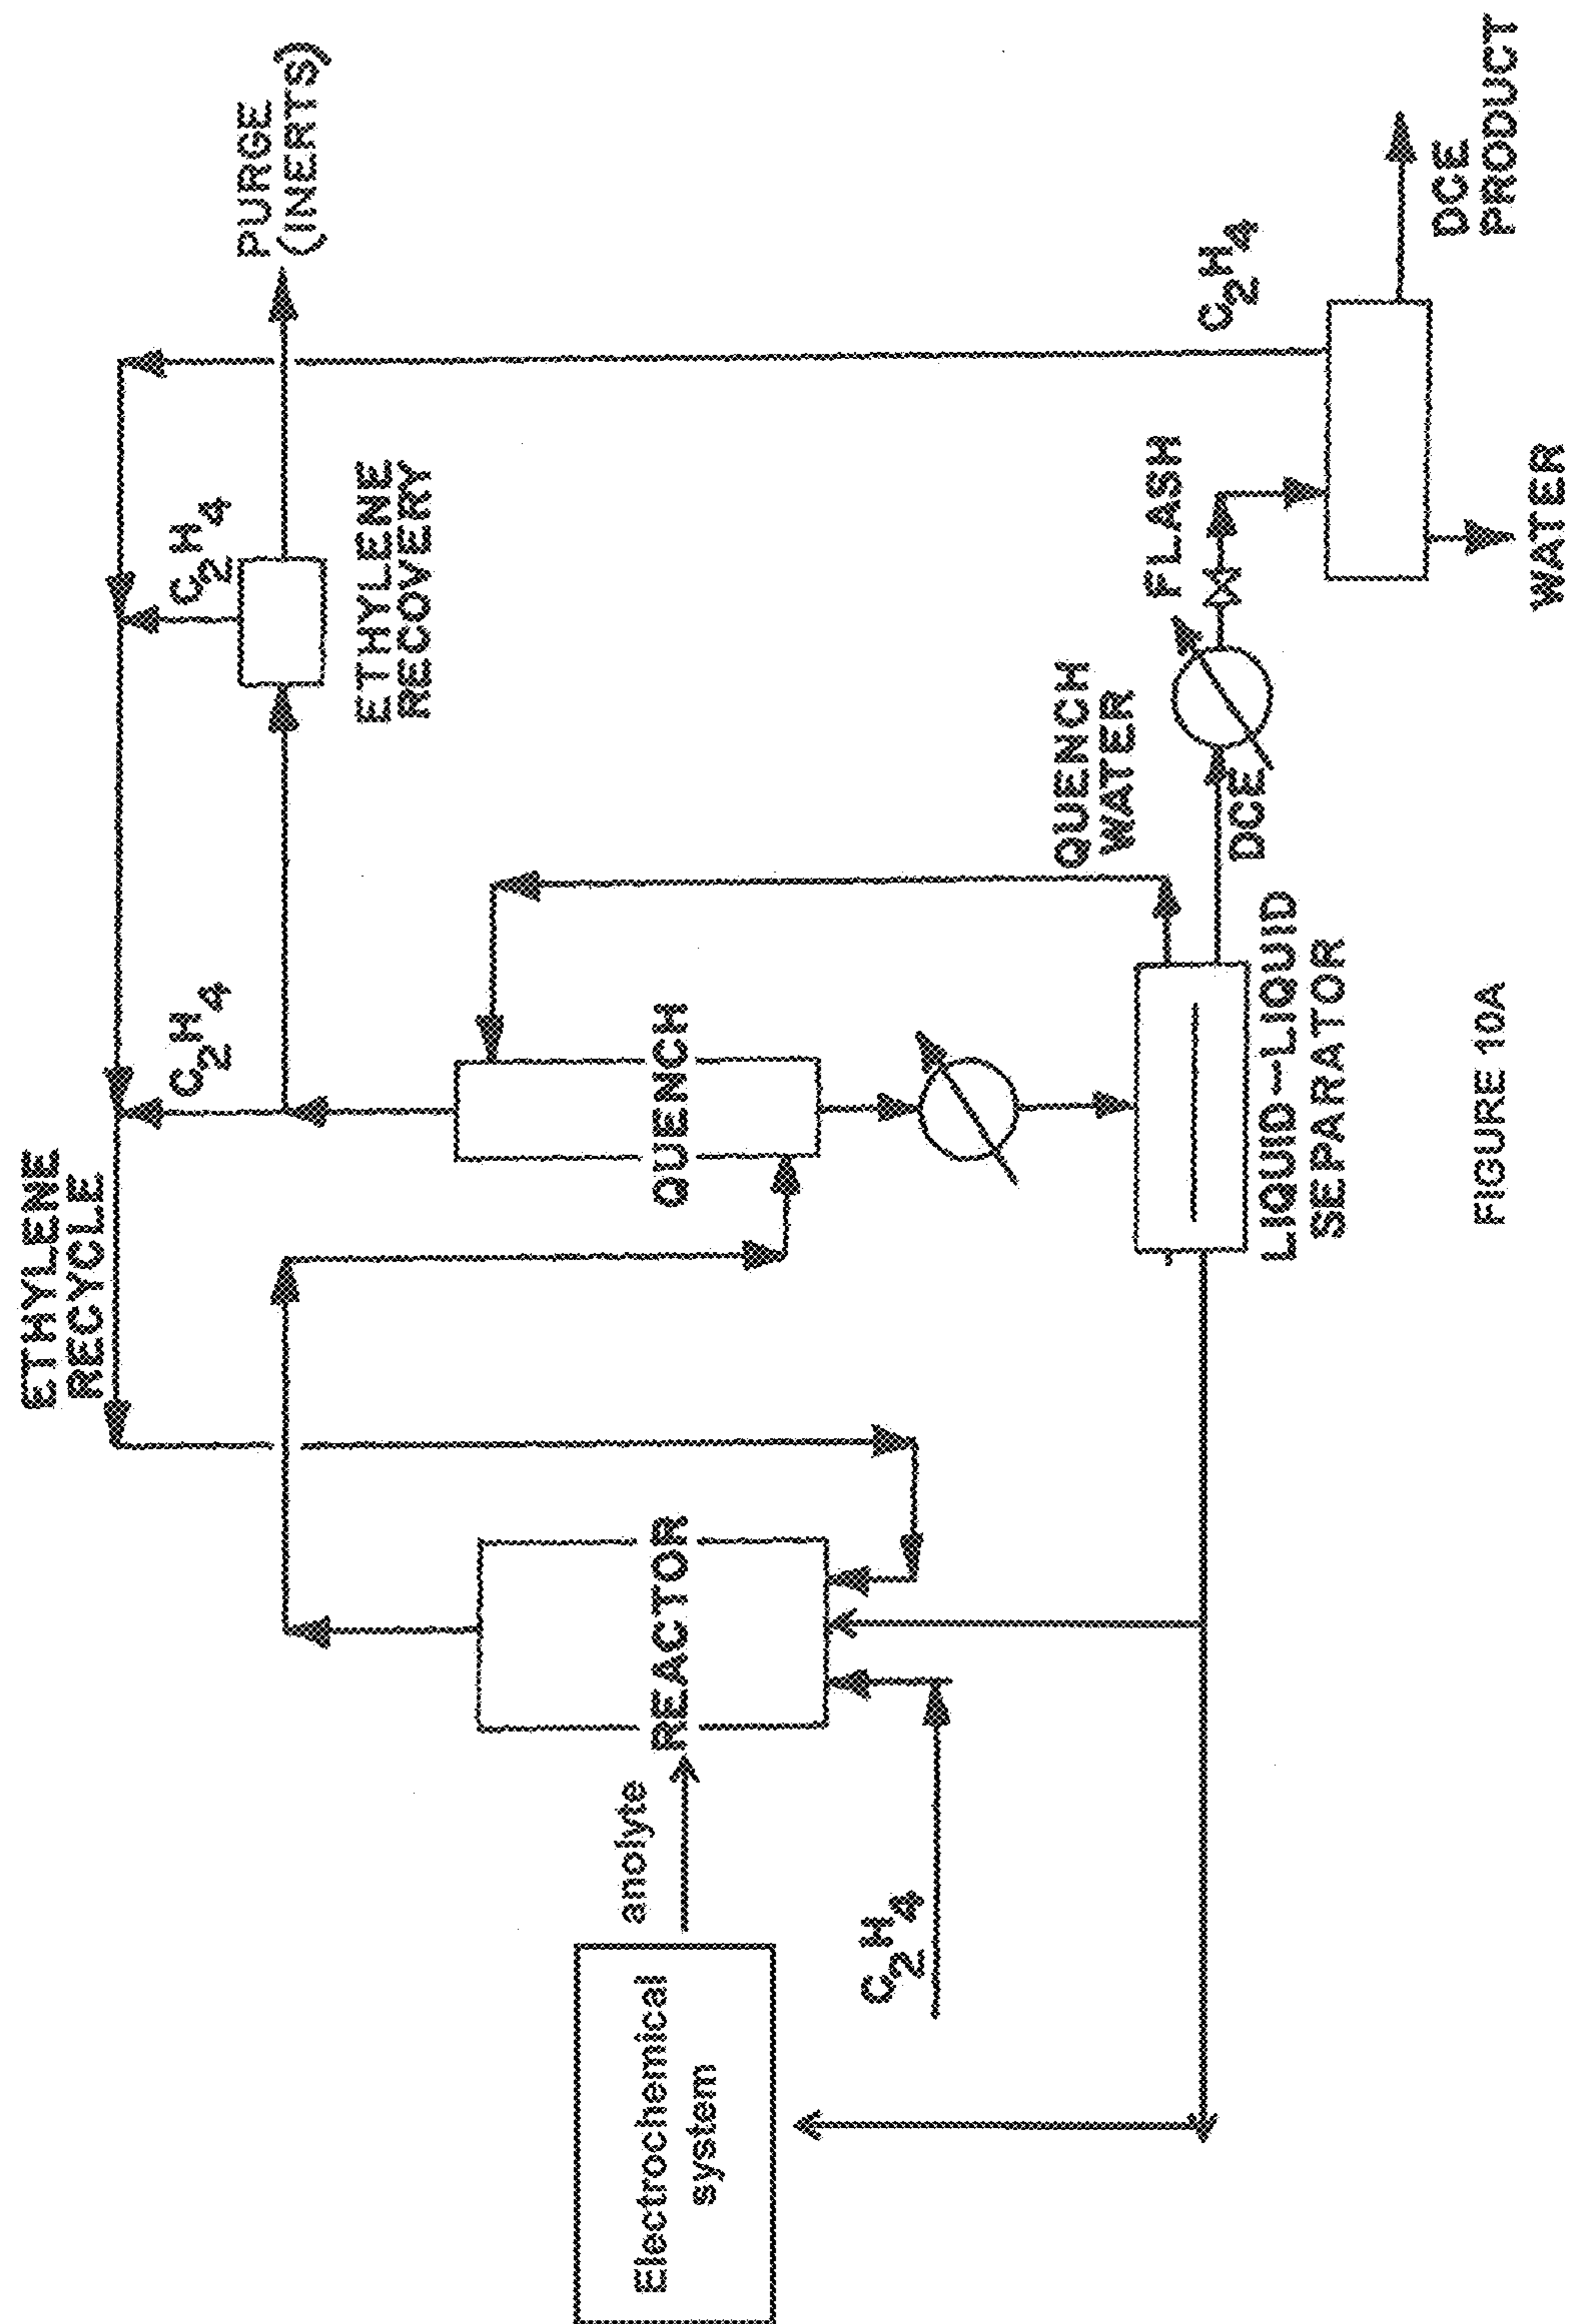 ETHYLENE
RECYCLE
C2H4
C2H4
PURGE
(INERTS)
ETHYLENE
RECOVERY
Electrochemical
system
anolyte
REACTOR
QUENCH
C2H4
QUENCH
WATER
FLASH
C2H4
DCE
LIQUID-LIQUID
SEPARATOR
DCE
PRODUCT
WATER
FIGURE 10A